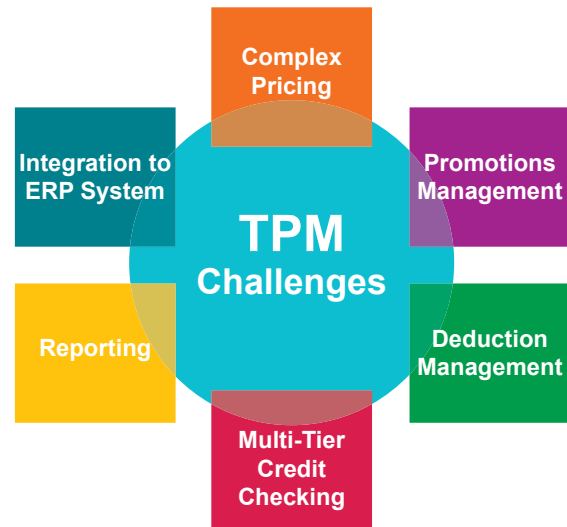 Complex
Pricing
Integration to
ERP System
Promotions
Management
TPM
Challenges
Reporting
Deduction
Management
Multi-Tier
Credit
Checking